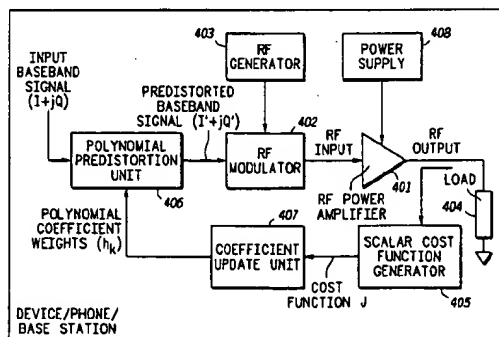 INPUT
BASEBAND
SIGNAL
(I+jQ)
403
RF
GENERATOR
POWER
SUPPLY
408
PREDISTORTED
BASEBAND
SIGNAL (I'+jQ')
402
POLYNOMIAL
PREDISTORTION
UNIT
406
RF
MODULATOR
RF
INPUT
RF
OUTPUT
401
RF POWER
AMPLIFIER
LOAD
404
POLYNOMIAL
COEFFICIENT
WEIGHTS (hk)
407
COEFFICIENT
UPDATE UNIT
SCALAR COST
FUNCTION
GENERATOR
405
COST
FUNCTION J
DEVICE/PHONE/
BASE STATION